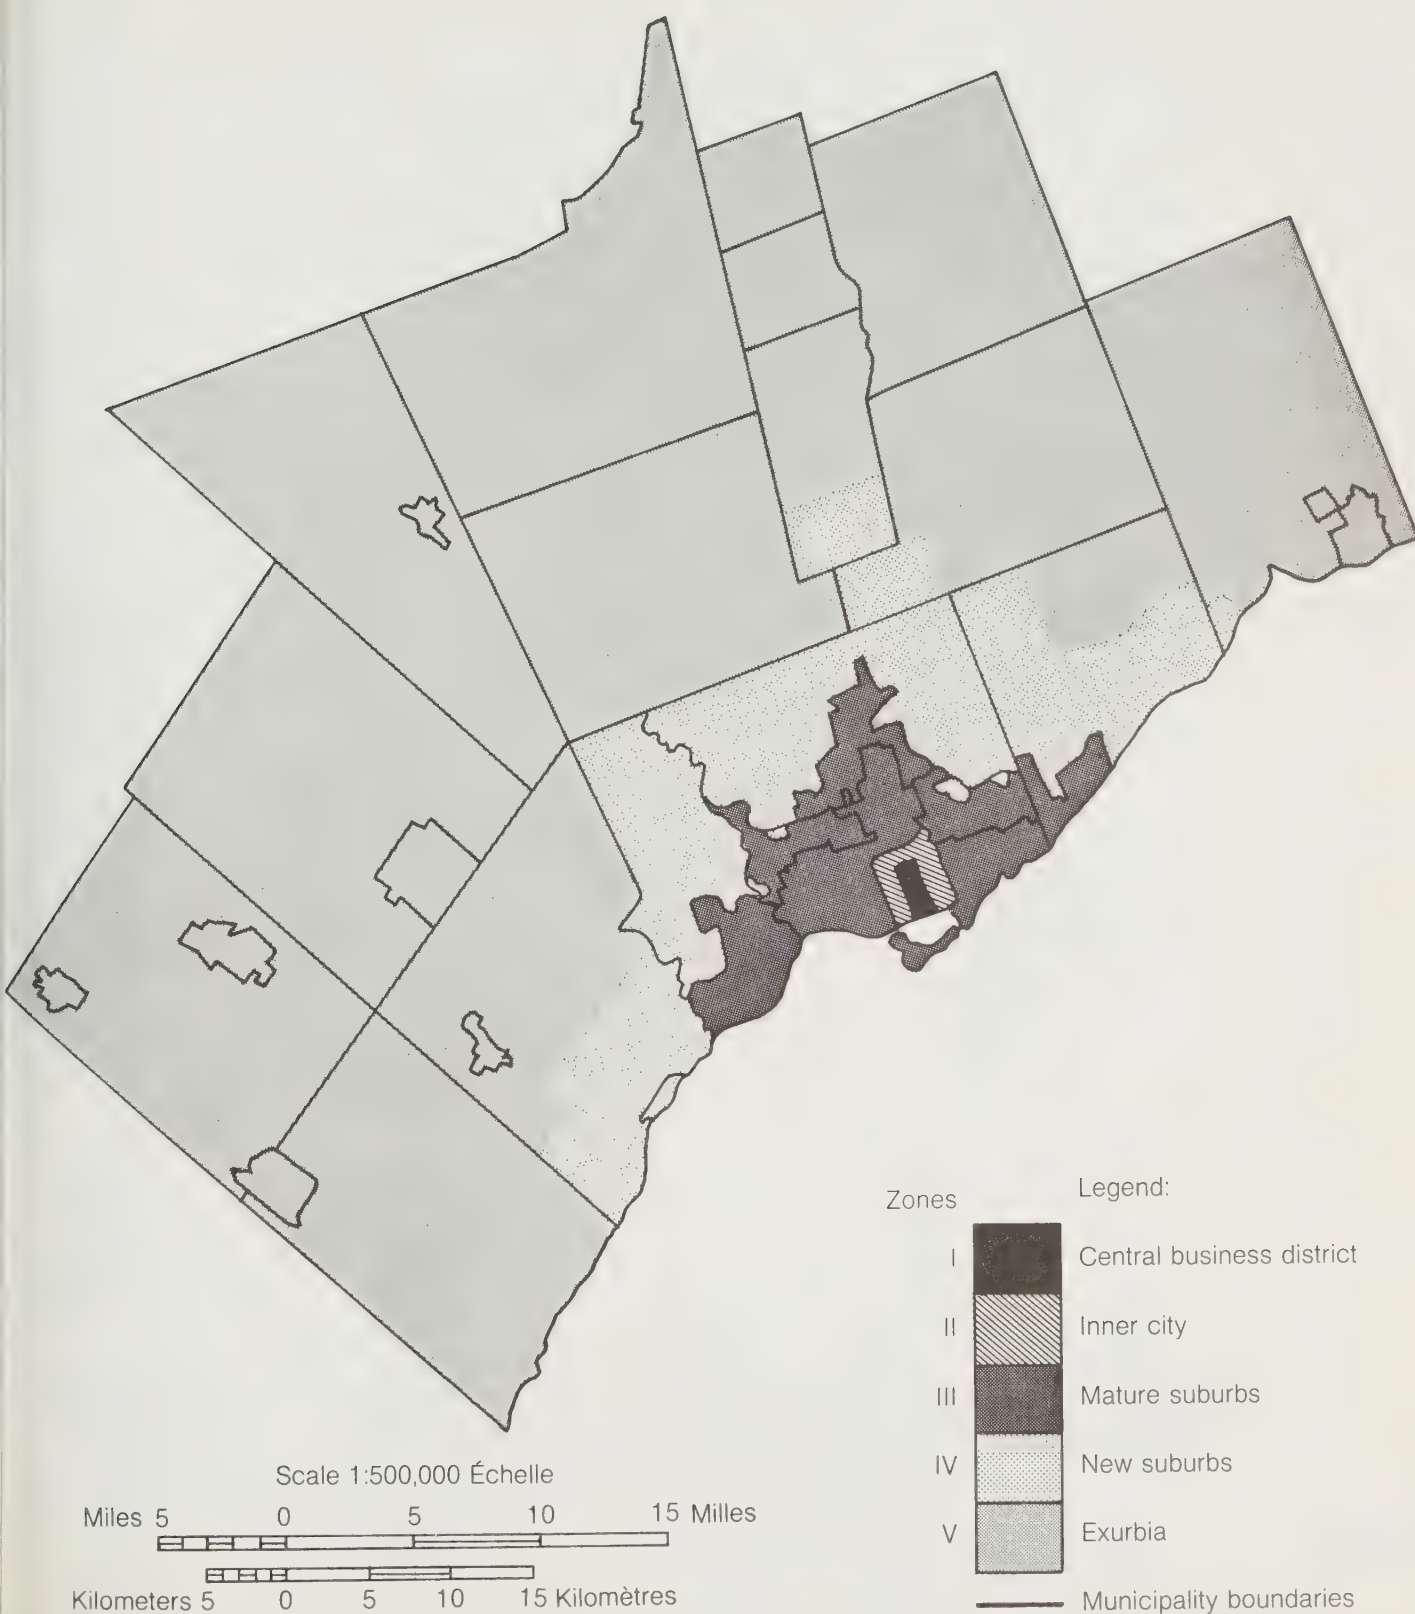 Zones
Legend:
I
Central business district
II
Inner city
III
Mature suburbs
IV
New suburbs
V
Exurbia
Municipality boundaries
Scale 1:500,000 Échelle
Miles 5 0 5 10 15 Milles
Kilometers 5 0 5 10 15 Kilomètres